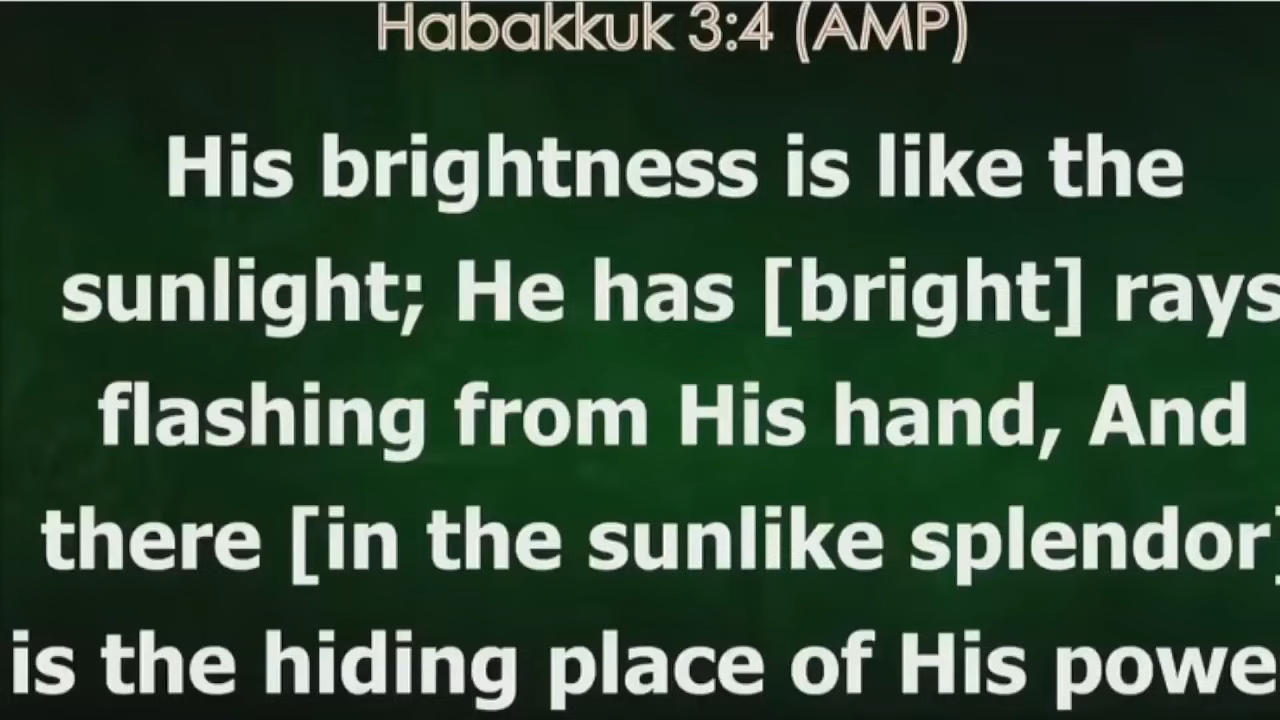 Habakkuk 3:4 (AMP)
His brightness is like the
sunlight; He has [bright] rays
flashing from His hand, And
there [in the sunlike splendor]
is the hiding place of His powe